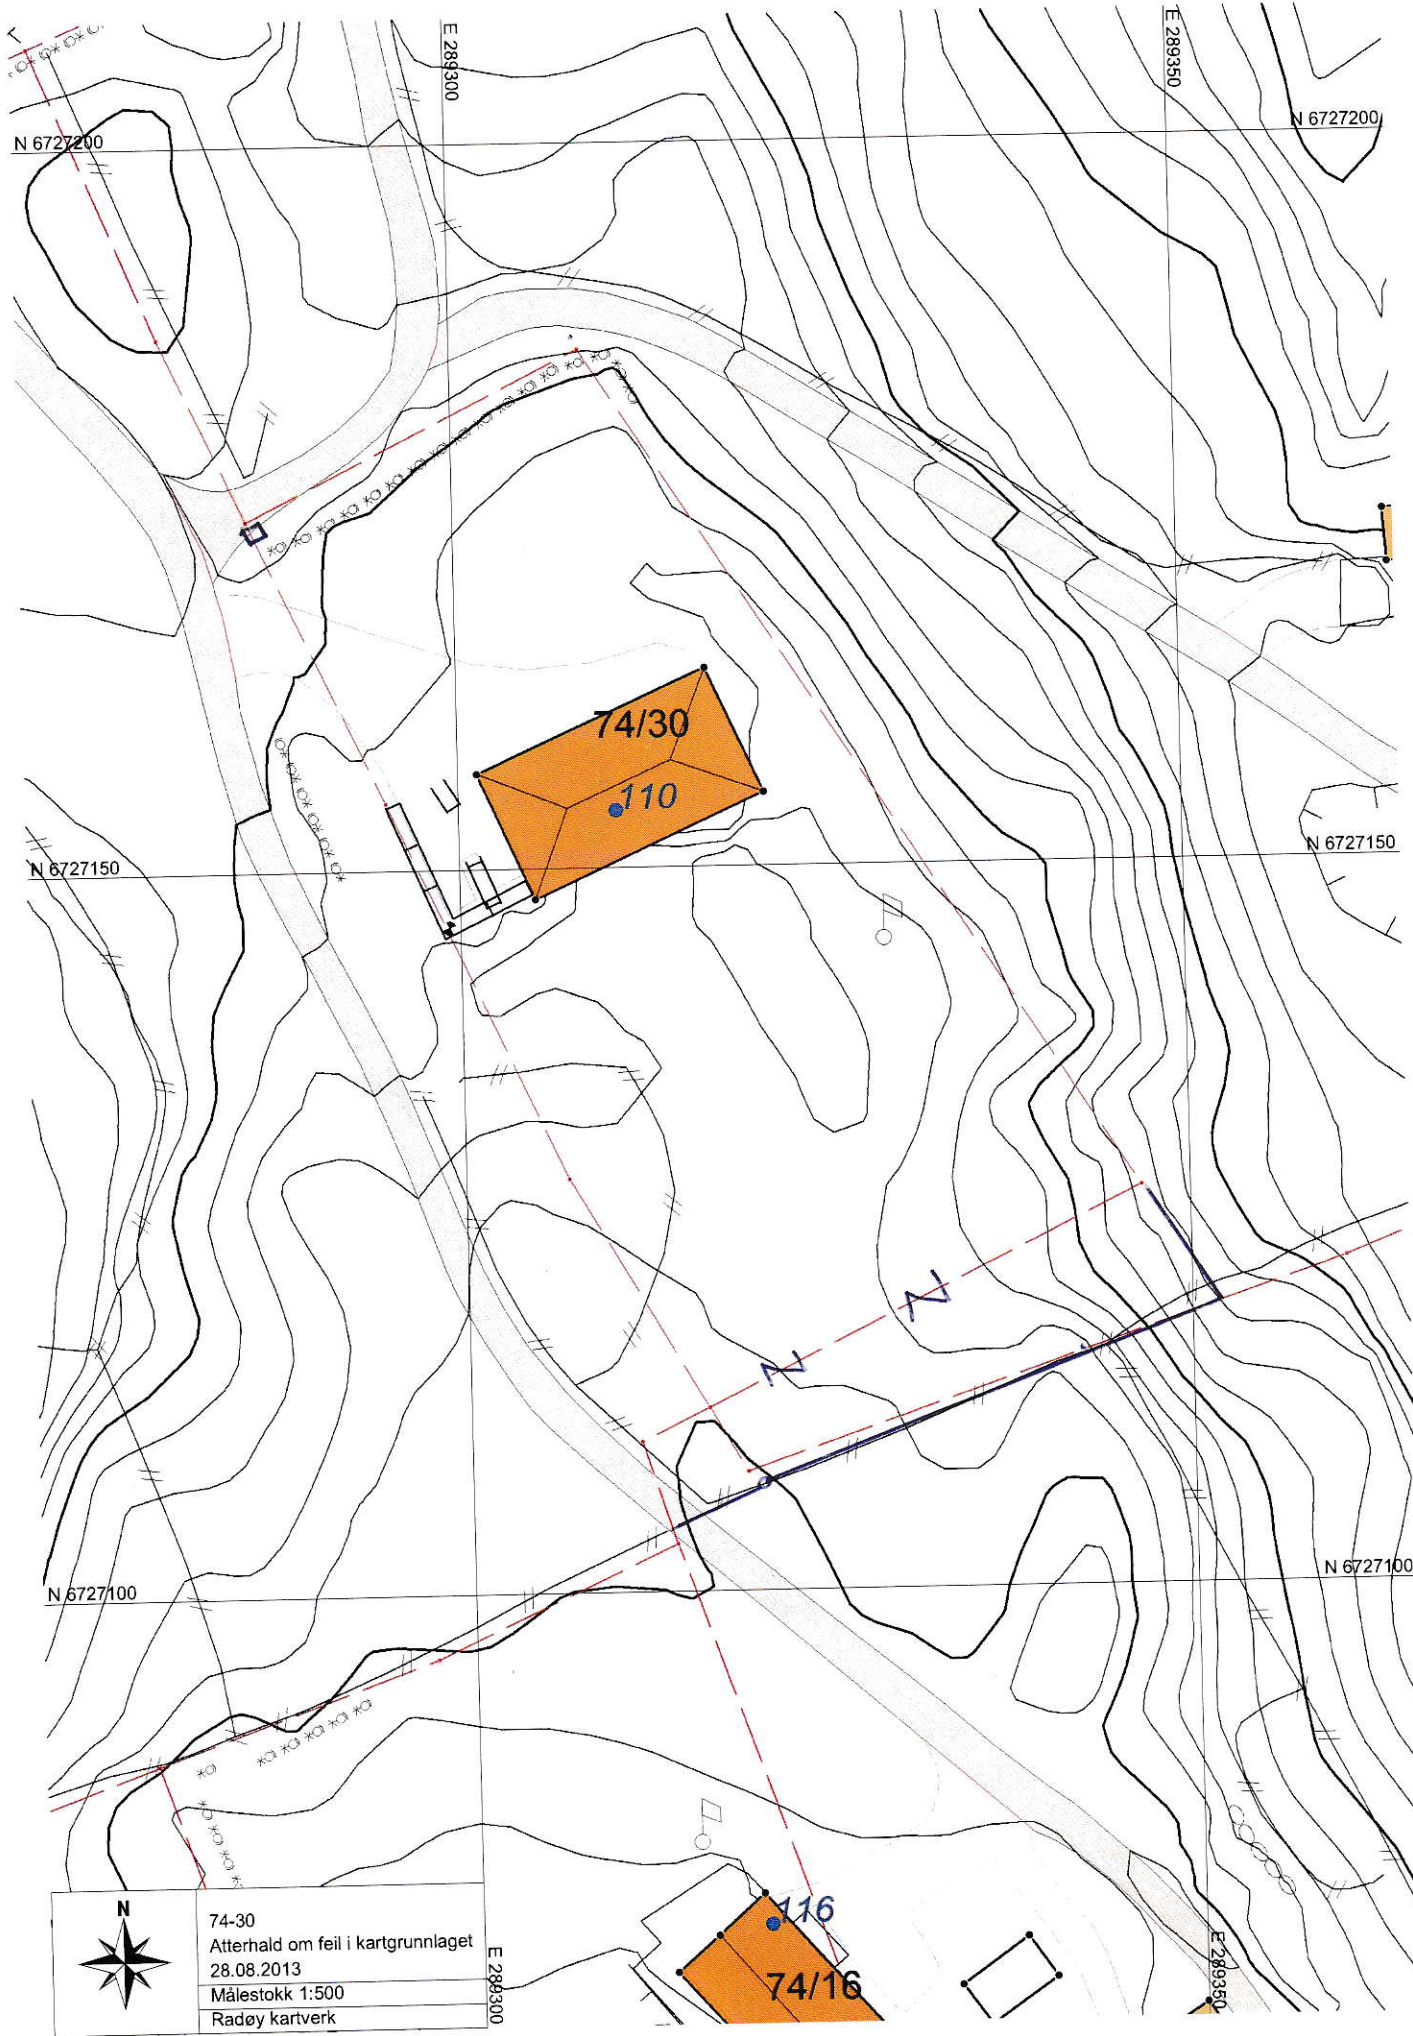 E 289300
E 289350
N 6727200
N 6727200
74/30
110
N 6727150
N 6727150
Z
Z
N 6727100
N 6727100
116
74/16
N
74-30
Atterhald om feil i kartgrunnlaget
28.08.2013
Målestokk 1:500
Radøy kartverk
E 289300
E 289350